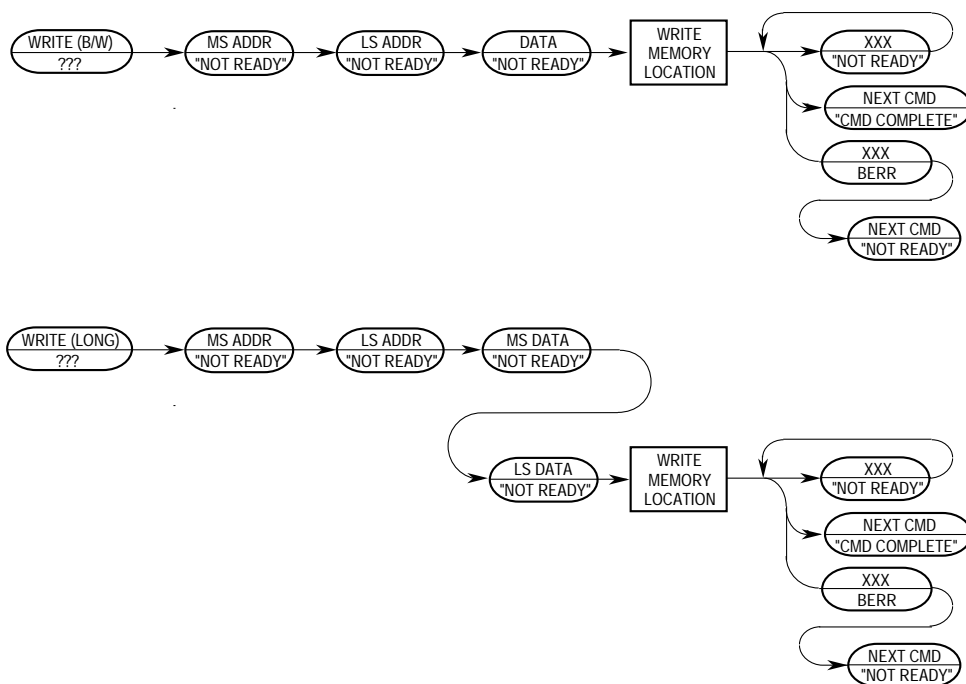 WRITE (B/W)
???
MS ADDR
"NOT READY"
LS ADDR
"NOT READY"
DATA
"NOT READY"
WRITE
MEMORY
LOCATION
XXX
"NOT READY"
NEXT CMD
"CMD COMPLETE"
XXX
BERR
NEXT CMD
"NOT READY"
WRITE (LONG)
???
MS ADDR
"NOT READY"
LS ADDR
"NOT READY"
MS DATA
"NOT READY"
LS DATA
"NOT READY"
WRITE
MEMORY
LOCATION
XXX
"NOT READY"
NEXT CMD
"CMD COMPLETE"
XXX
BERR
NEXT CMD
"NOT READY"